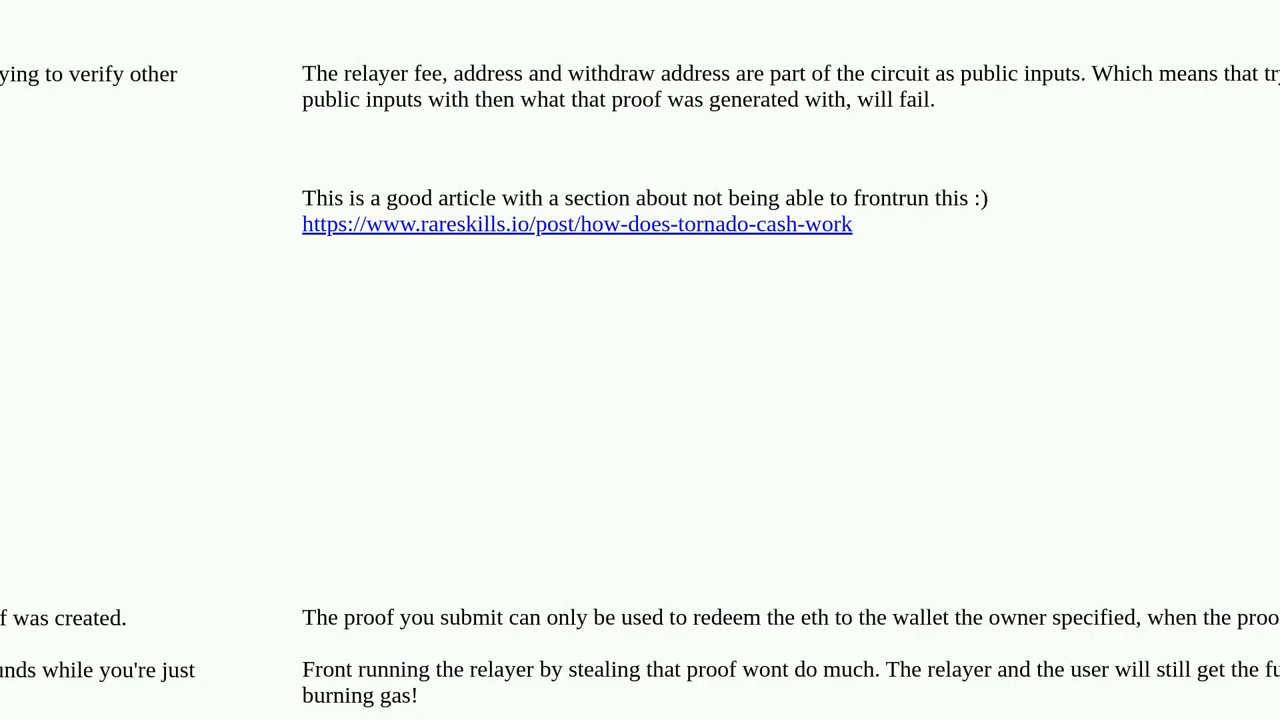 ying to verify other
The relayer fee, address and withdraw address are part of the circuit as public inputs. Which means that try
public inputs with then what that proof was generated with, will fail.
This is a good article with a section about not being able to frontrun this :)
https://www.rareskills.io/post/how-does-tornado-cash-work
f was created.
The proof you submit can only be used to redeem the eth to the wallet the owner specified, when the proo
unds while you're just
Front running the relayer by stealing that proof wont do much. The relayer and the user will still get the fu
burning gas!